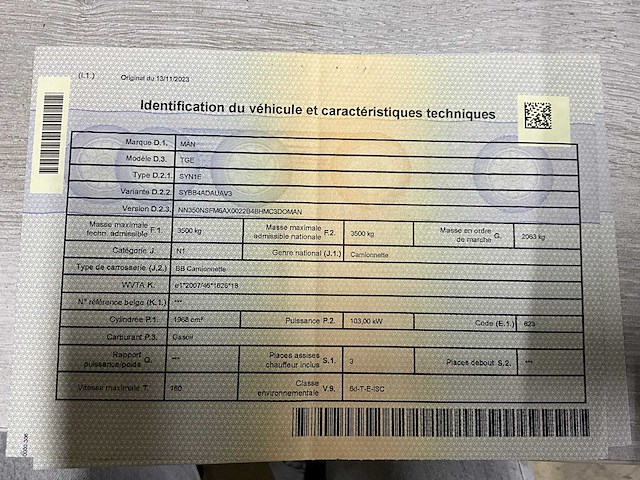 (I.1.) Original du 13/11/2023
Identification du véhicule et caractéristiques techniques
Marque D.1. MAN
Modèle D.3. TGE
Type D.2.1. SYN1E
Variante D.2.2. SYBB4ADAUAV3
Version D.2.3. NN350NSFM6AX0022B4BHMC3DOMAN
Masse maximale techn. admissible F.1. 3500 kg Masse maximale admissible nationale F.2. 3500 kg Masse en ordre de marche G. 2063 kg
Catégorie J. N1 Genre national (J.1.) Camionnette
Type de carrosserie (J.2.) BB Camionnette
WVTA K. e1*2007/46*1626*18
N° référence belge (K.1.) ***
Cylindrée P.1. 1968 cm³ Puissance P.2. 103,00 kW Code (E.1.) 623
Carburant P.3. Gasoil
Rapport puissance/poids Q. *** Places assises chauffeur inclus S.1. 3 Places debout S.2. ***
Vitesse maximale T. 160 Classe environnementale V.9. 6d-T-E-ISC